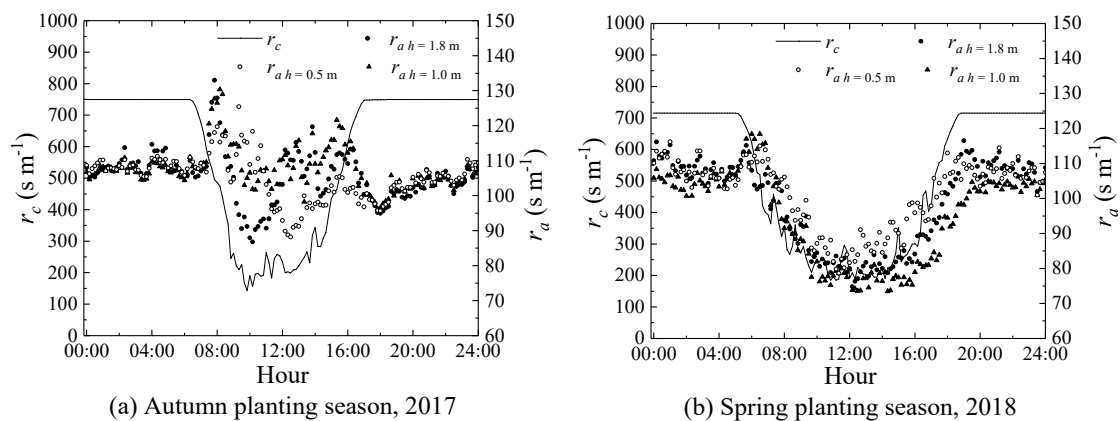 1000
900
800
700
600
500
400
300
200
100
0
r_c (s m⁻¹)
150
140
130
120
110
100
90
80
70
60
r_a (s m⁻¹)
r_c
r_a h = 1.8 m
r_a h = 0.5 m
r_a h = 1.0 m
00:00 04:00 08:00 12:00 16:00 20:00 24:00
Hour
(a) Autumn planting season, 2017
1000
900
800
700
600
500
400
300
200
100
0
r_c (s m⁻¹)
150
140
130
120
110
100
90
80
70
60
r_a (s m⁻¹)
r_c
r_a h = 1.8 m
r_a h = 0.5 m
r_a h = 1.0 m
00:00 04:00 08:00 12:00 16:00 20:00 24:00
Hour
(b) Spring planting season, 2018